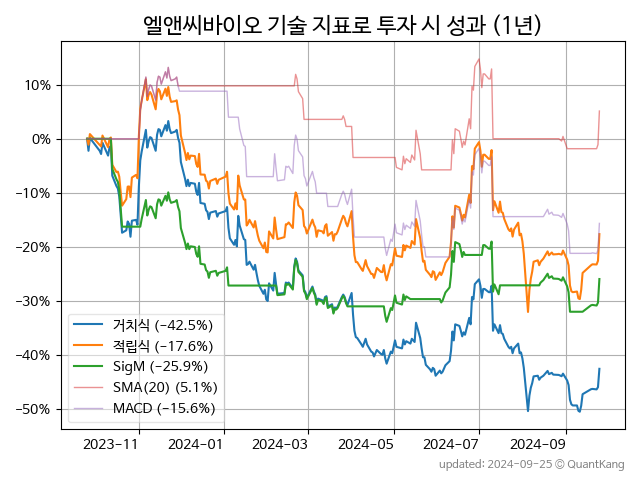 엘앤씨바이오 기술 지표로 투자 시 성과 (1년)
10%
0%
−10%
−20%
−30%
−40%
−50%
거치식 (−42.5%)
적립식 (−17.6%)
SigM (−25.9%)
SMA(20) (5.1%)
MACD (−15.6%)
2023−11 2024−01 2024−03 2024−05 2024−07 2024−09
updated: 2024−09−25 © QuantKang